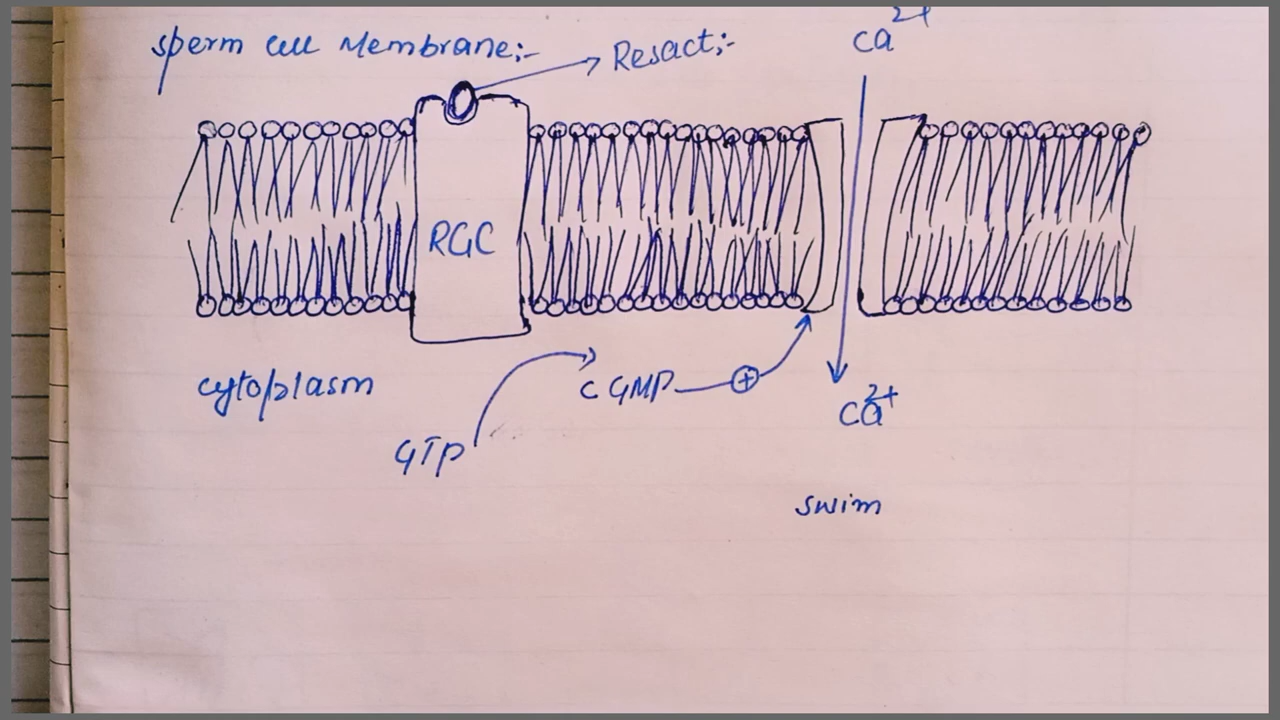 sperm cell Membrane:-
Resact:-
Ca2+
RGC
cytoplasm
GTP
cGMP
+
Ca2+
swim